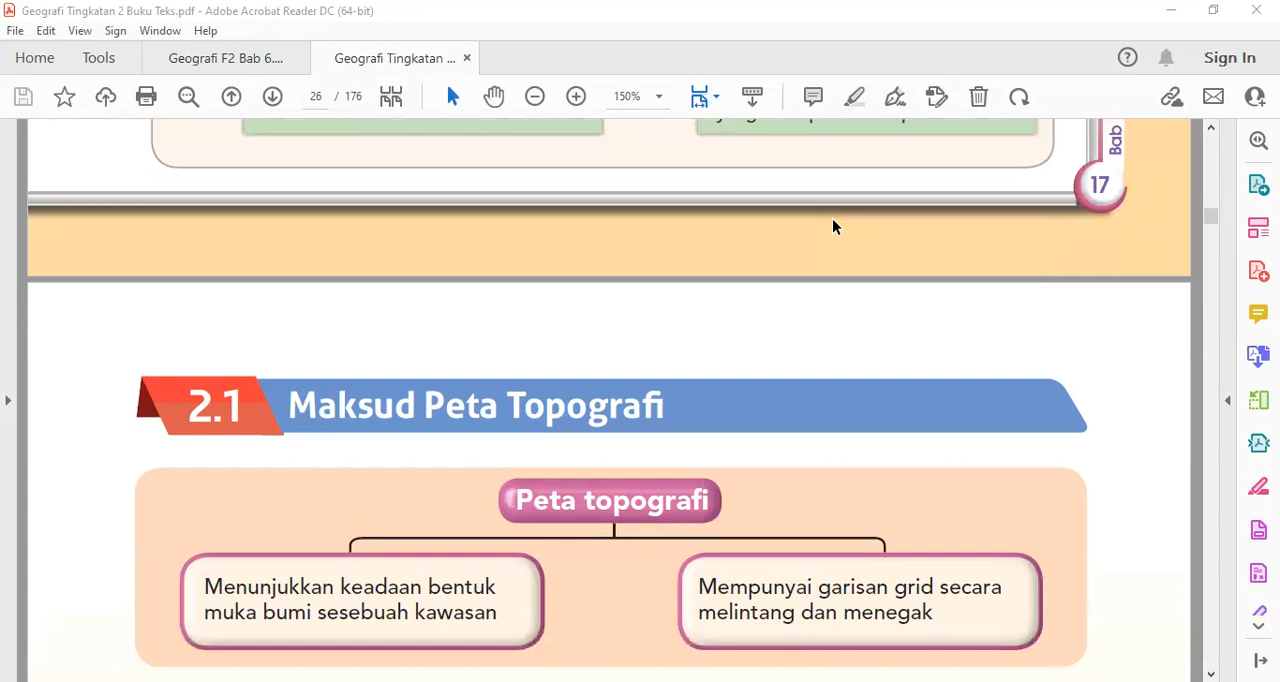 Geografi Tingkatan 2 Buku Teks.pdf - Adobe Acrobat Reader DC (64-bit)
File Edit View Sign Window Help
Home Tools Geografi F2 Bab 6.... Geografi Tingkatan ... × Sign In
26 / 176 150%
Bab
17
2.1 Maksud Peta Topografi
Peta topografi
Menunjukkan keadaan bentuk
muka bumi sesebuah kawasan
Mempunyai garisan grid secara
melintang dan menegak